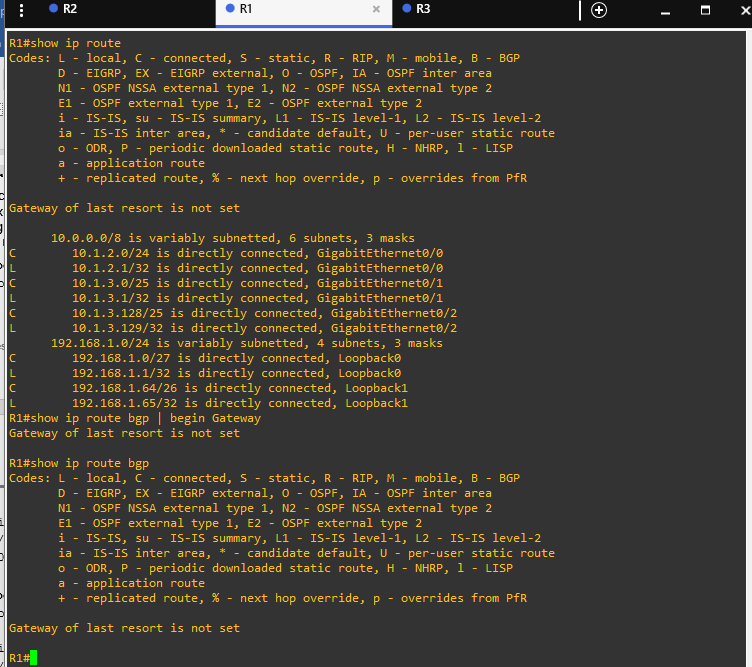 R2 R1 × R3
R1#show ip route
Codes: L - local, C - connected, S - static, R - RIP, M - mobile, B - BGP
D - EIGRP, EX - EIGRP external, O - OSPF, IA - OSPF inter area
N1 - OSPF NSSA external type 1, N2 - OSPF NSSA external type 2
E1 - OSPF external type 1, E2 - OSPF external type 2
i - IS-IS, su - IS-IS summary, L1 - IS-IS level-1, L2 - IS-IS level-2
ia - IS-IS inter area, * - candidate default, U - per-user static route
o - ODR, P - periodic downloaded static route, H - NHRP, l - LISP
a - application route
+ - replicated route, % - next hop override, p - overrides from PfR
Gateway of last resort is not set
10.0.0.0/8 is variably subnetted, 6 subnets, 3 masks
C 10.1.2.0/24 is directly connected, GigabitEthernet0/0
L 10.1.2.1/32 is directly connected, GigabitEthernet0/0
C 10.1.3.0/25 is directly connected, GigabitEthernet0/1
L 10.1.3.1/32 is directly connected, GigabitEthernet0/1
C 10.1.3.128/25 is directly connected, GigabitEthernet0/2
L 10.1.3.129/32 is directly connected, GigabitEthernet0/2
192.168.1.0/24 is variably subnetted, 4 subnets, 3 masks
C 192.168.1.0/27 is directly connected, Loopback0
L 192.168.1.1/32 is directly connected, Loopback0
C 192.168.1.64/26 is directly connected, Loopback1
L 192.168.1.65/32 is directly connected, Loopback1
R1#show ip route bgp | begin Gateway
Gateway of last resort is not set
R1#show ip route bgp
Codes: L - local, C - connected, S - static, R - RIP, M - mobile, B - BGP
D - EIGRP, EX - EIGRP external, O - OSPF, IA - OSPF inter area
N1 - OSPF NSSA external type 1, N2 - OSPF NSSA external type 2
E1 - OSPF external type 1, E2 - OSPF external type 2
i - IS-IS, su - IS-IS summary, L1 - IS-IS level-1, L2 - IS-IS level-2
ia - IS-IS inter area, * - candidate default, U - per-user static route
o - ODR, P - periodic downloaded static route, H - NHRP, l - LISP
a - application route
+ - replicated route, % - next hop override, p - overrides from PfR
Gateway of last resort is not set
R1#